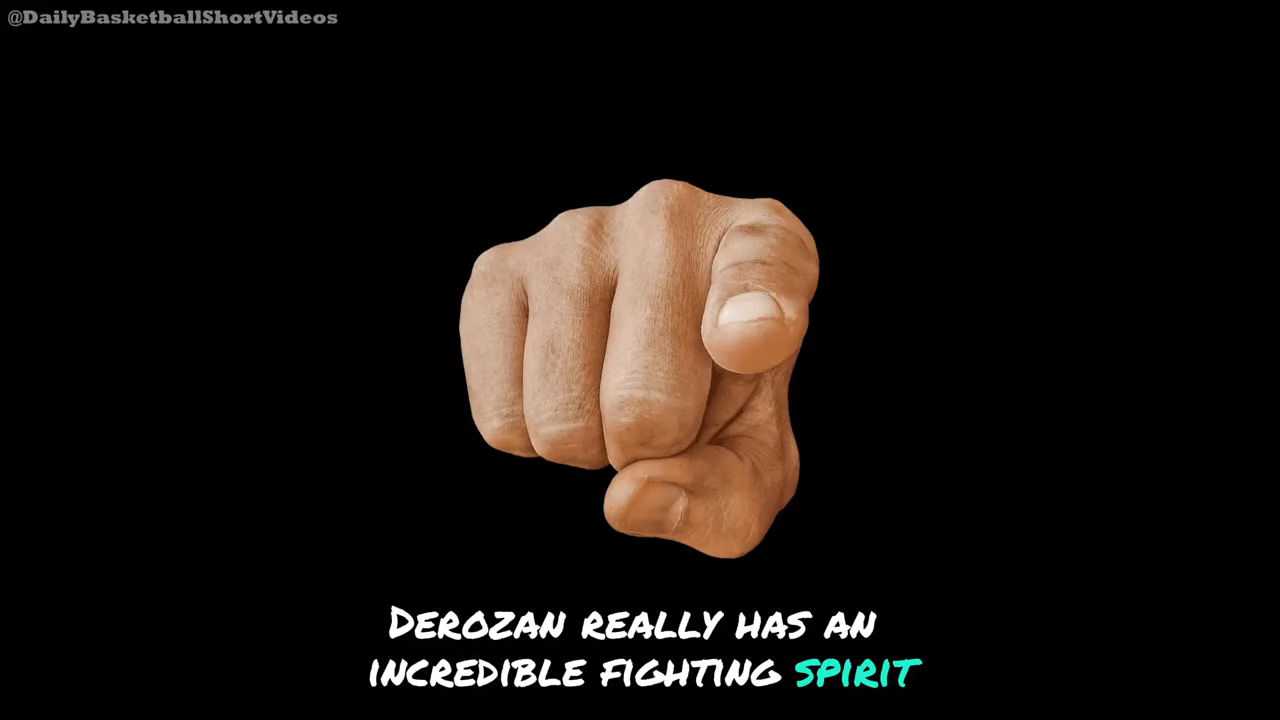 @DailyBasketballShortVideos
DEROZAN REALLY HAS AN
INCREDIBLE FIGHTING SPIRIT